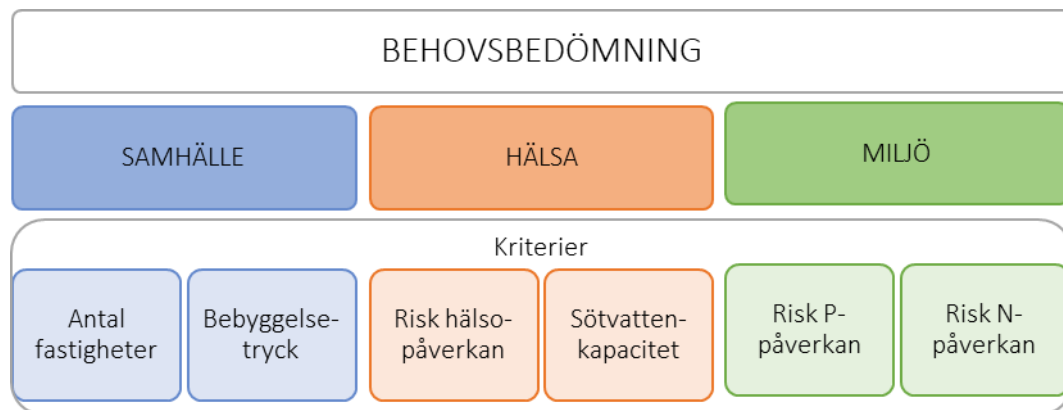 BEHOVSBEDÖMNING
SAMHÄLLE
HÄLSA
MILJÖ
Kriterier
Antal
fastigheter
Bebyggelse-
tryck
Risk hälso-
påverkan
Sötvatten-
kapacitet
Risk P-
påverkan
Risk N-
påverkan